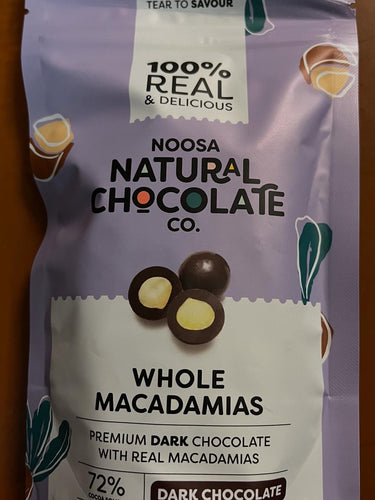 TEAR TO SAVOUR
100%
REAL
& DELICIOUS
NOOSA
NATURAL
CHOCOLATE
CO.
WHOLE
MACADAMIAS
PREMIUM DARK CHOCOLATE
WITH REAL MACADAMIAS
72%
DARK CHOCOLATE